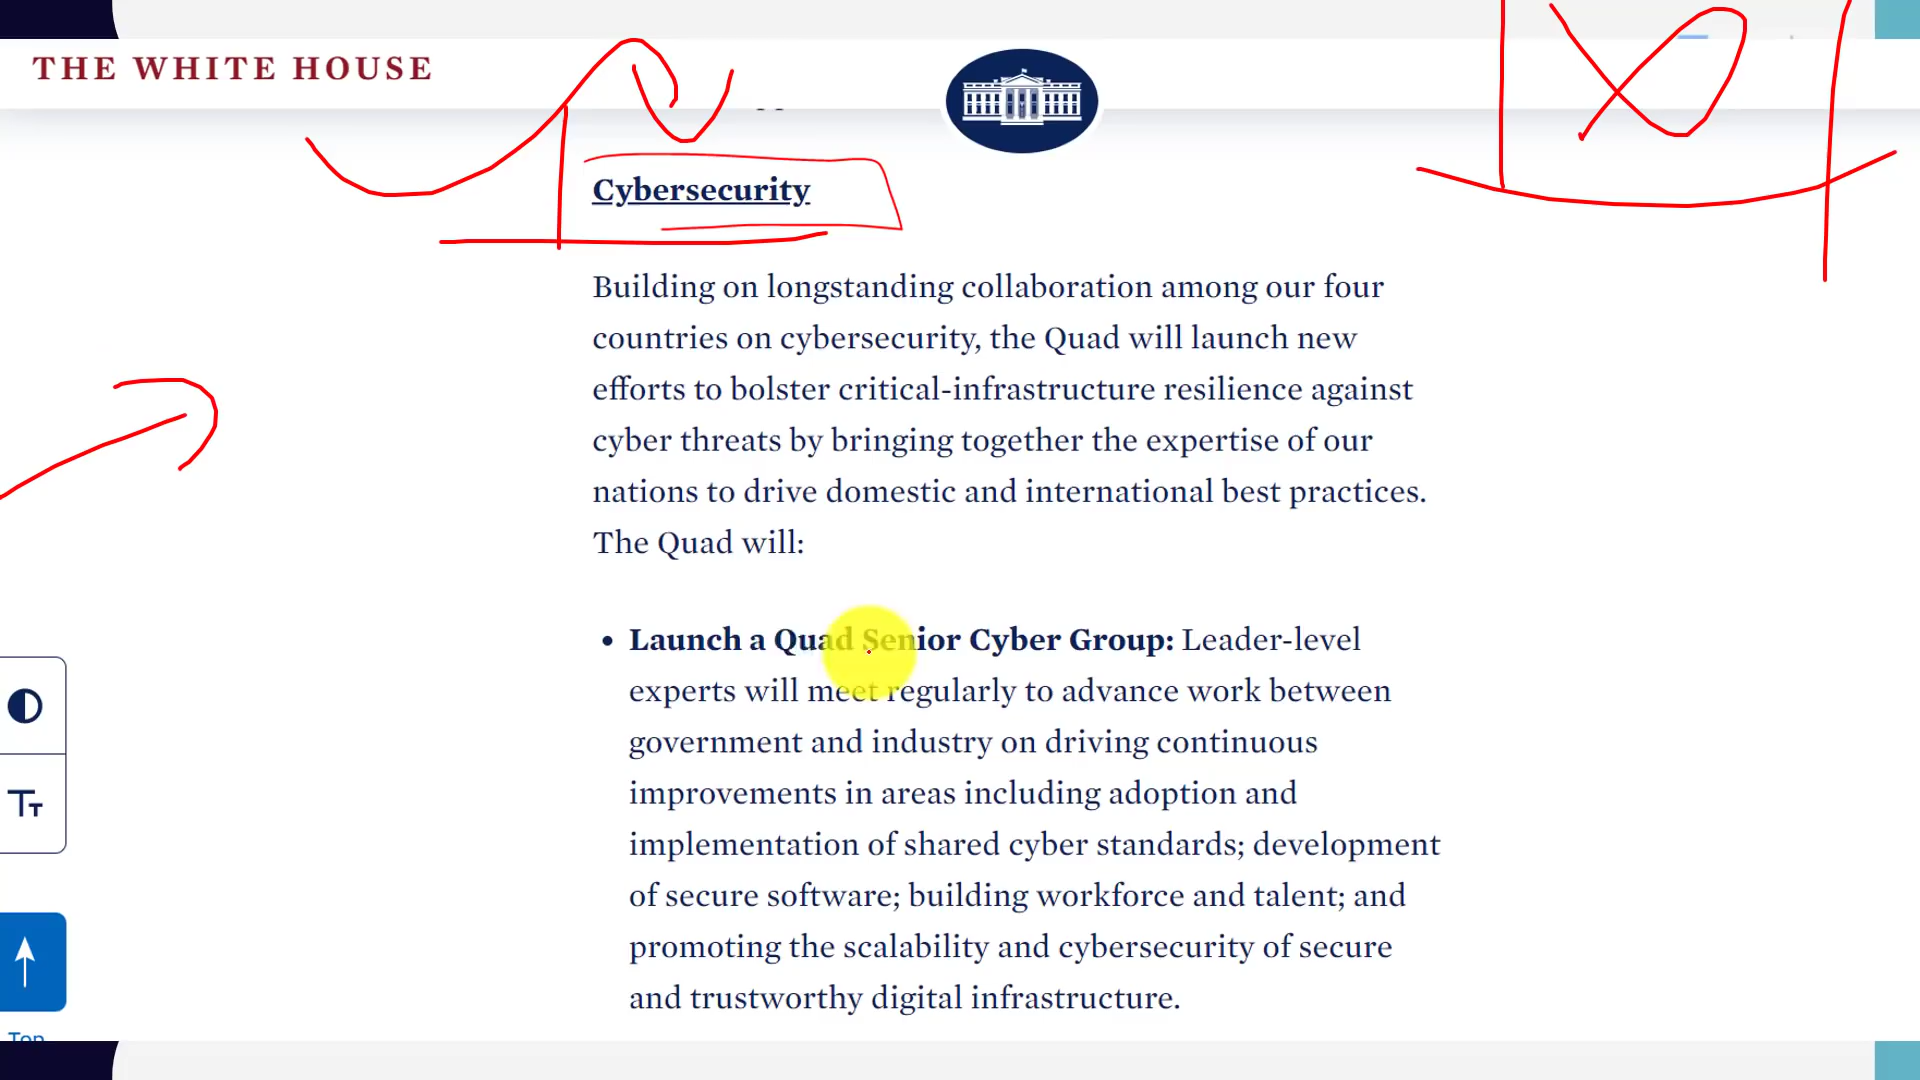 THE WHITE HOUSE
Cybersecurity
Building on longstanding collaboration among our four
countries on cybersecurity, the Quad will launch new
efforts to bolster critical-infrastructure resilience against
cyber threats by bringing together the expertise of our
nations to drive domestic and international best practices.
The Quad will:
• Launch a Quad Senior Cyber Group: Leader-level
experts will meet regularly to advance work between
government and industry on driving continuous
improvements in areas including adoption and
implementation of shared cyber standards; development
of secure software; building workforce and talent; and
promoting the scalability and cybersecurity of secure
and trustworthy digital infrastructure.
Top